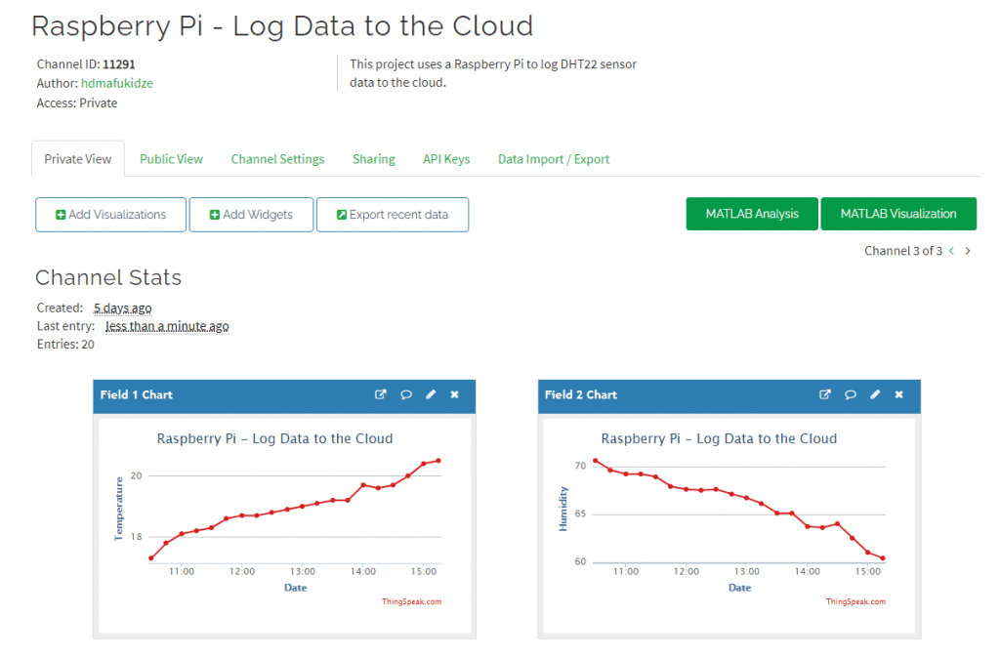 Raspberry Pi - Log Data to the Cloud
Channel ID: 11291
Author: hdmafukidze
Access: Private
This project uses a Raspberry Pi to log DHT22 sensor
data to the cloud.
Private View
Public View
Channel Settings
Sharing
API Keys
Data Import / Export
Add Visualizations
Add Widgets
Export recent data
MATLAB Analysis
MATLAB Visualization
Channel 3 of 3 < >
Channel Stats
Created: 5 days ago
Last entry: less than a minute ago
Entries: 20
Field 1 Chart
Raspberry Pi – Log Data to the Cloud
Temperature
20
18
11:00 12:00 13:00 14:00 15:00
Date
ThingSpeak.com
Field 2 Chart
Raspberry Pi – Log Data to the Cloud
Humidity
70
65
60
11:00 12:00 13:00 14:00 15:00
Date
ThingSpeak.com